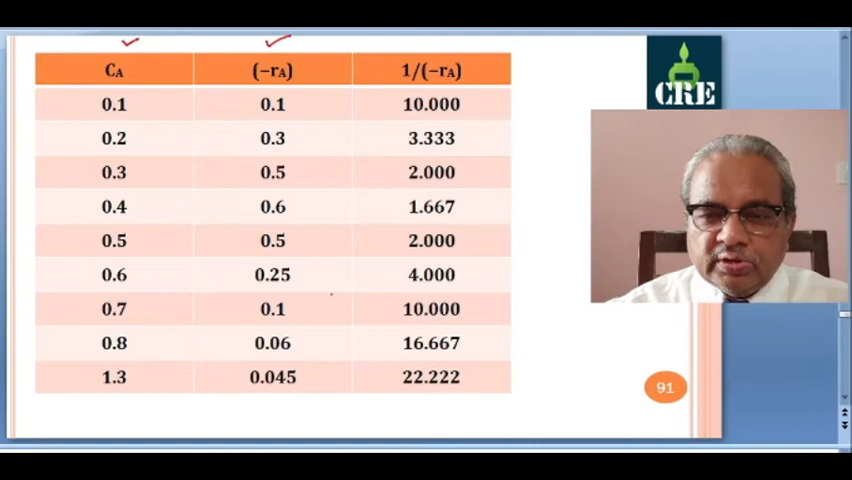 C_A (−r_A) 1/(−r_A)
0.1 0.1 10.000
0.2 0.3 3.333
0.3 0.5 2.000
0.4 0.6 1.667
0.5 0.5 2.000
0.6 0.25 4.000
0.7 0.1 10.000
0.8 0.06 16.667
1.3 0.045 22.222
CRE
91